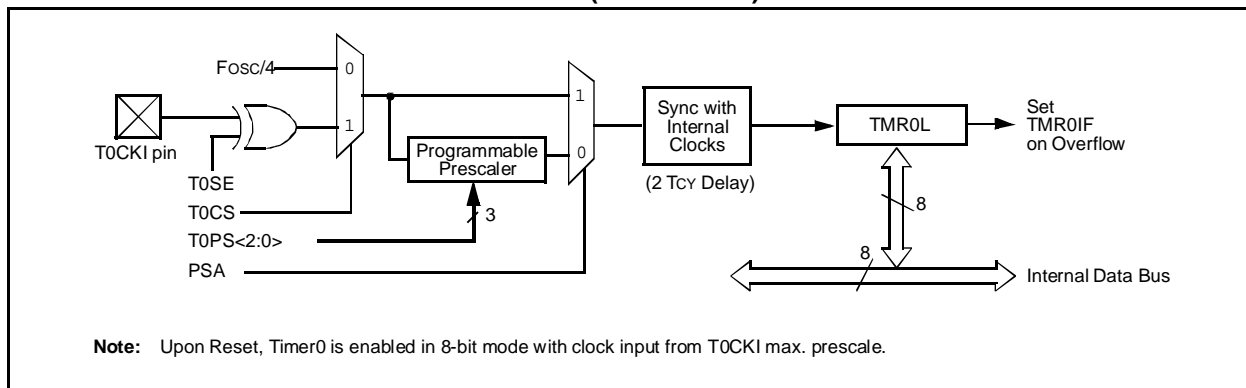 Fosc/4
0
1
T0CKI pin
T0SE
T0CS
T0PS<2:0>
PSA
Programmable
Prescaler
3
1
0
Sync with
Internal
Clocks
(2 TCY Delay)
TMR0L
Set
TMR0IF
on Overflow
8
8
Internal Data Bus
Note: Upon Reset, Timer0 is enabled in 8-bit mode with clock input from T0CKI max. prescale.